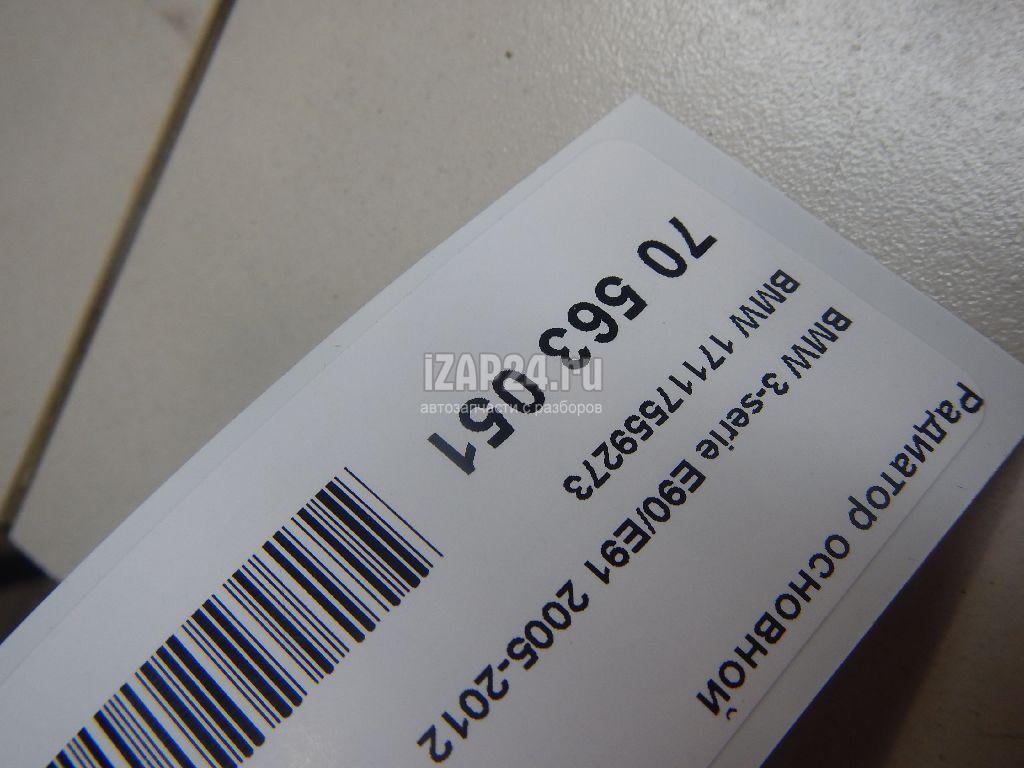 Радиатор основной
BMW 3-serie E90/E91 2005-2012
BMW 17117559273
70 563 051
iZAP24.ru
автозапчасти с разборов